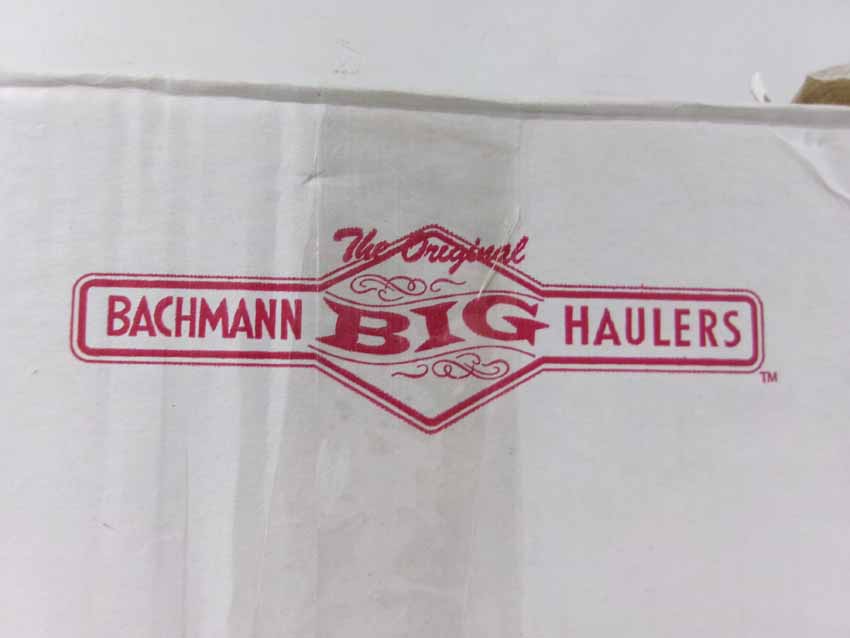 The Original
BACHMANN BIG HAULERS
TM